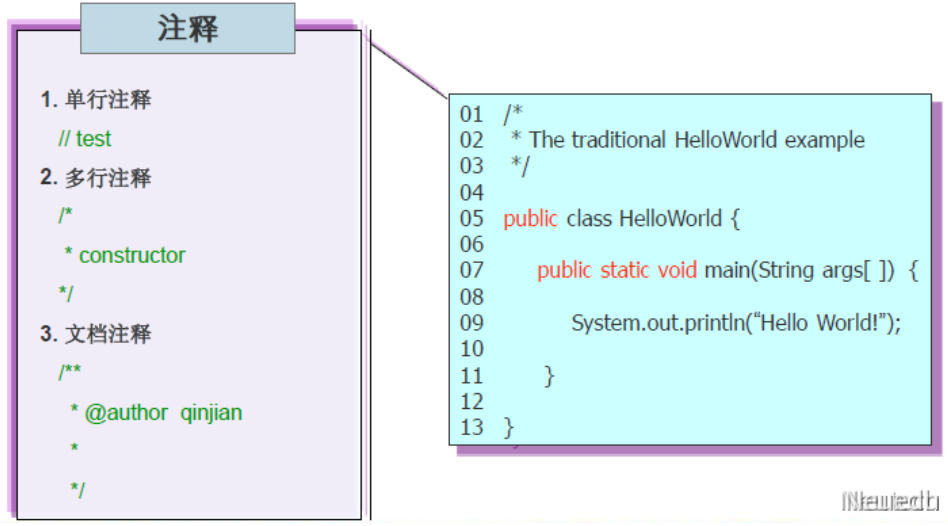 注释
1. 单行注释
// test
2. 多行注释
/*
* constructor
*/
3. 文档注释
/**
* @author qinjian
*
*/
01 /*
02 * The traditional HelloWorld example
03 */
04
05 public class HelloWorld {
06
07 public static void main(String args[ ]) {
08
09 System.out.println(“Hello World!”);
10
11 }
12
13 }